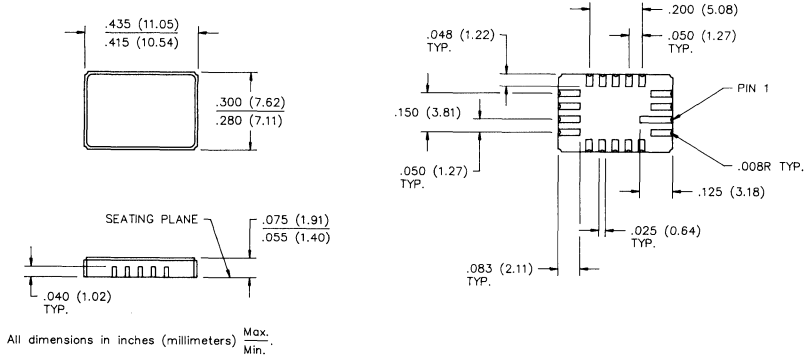 .435 (11.05)
.415 (10.54)
.300 (7.62)
.280 (7.11)
SEATING PLANE
.075 (1.91)
.055 (1.40)
.040 (1.02)
TYP.
All dimensions in inches (millimeters) Max.
Min.
.200 (5.08)
.048 (1.22)
TYP.
.050 (1.27)
TYP.
PIN 1
.150 (3.81)
.050 (1.27)
TYP.
.008R TYP.
.125 (3.18)
.025 (0.64)
TYP.
.083 (2.11)